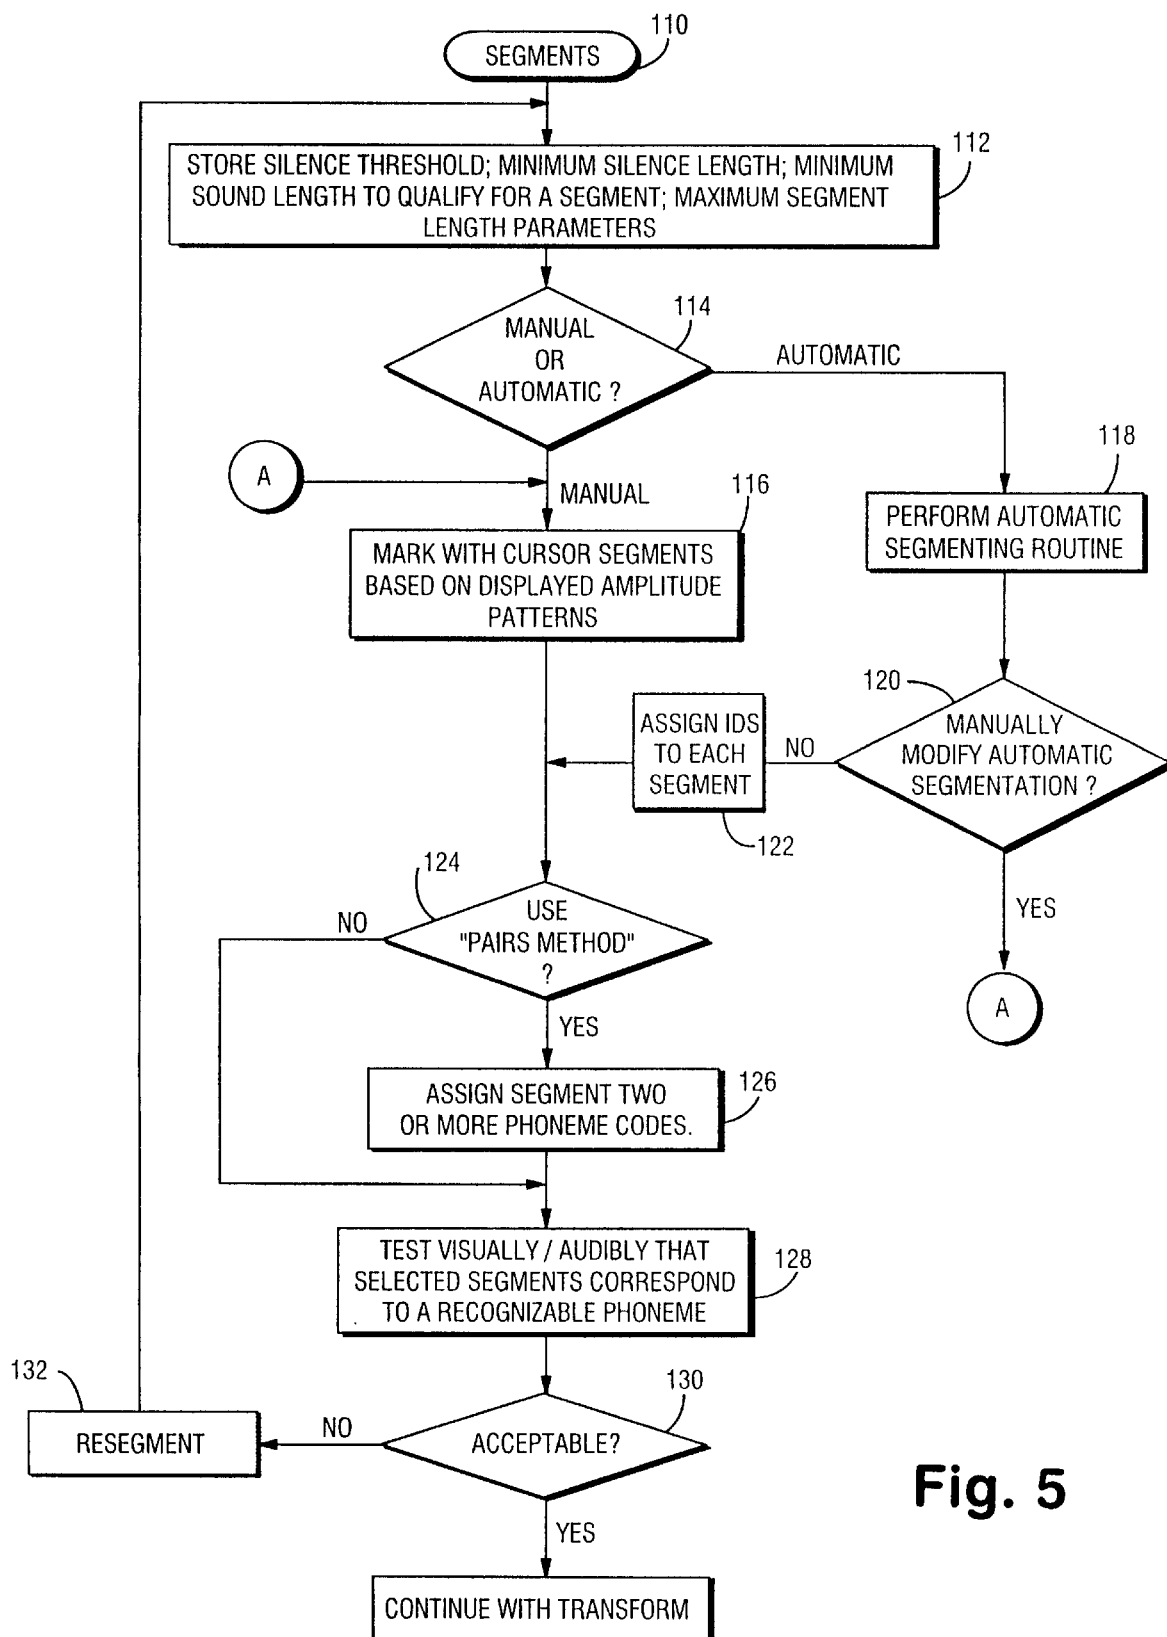 110
SEGMENTS
112
STORE SILENCE THRESHOLD; MINIMUM SILENCE LENGTH; MINIMUM
SOUND LENGTH TO QUALIFY FOR A SEGMENT; MAXIMUM SEGMENT
LENGTH PARAMETERS
114
MANUAL
OR
AUTOMATIC ?
AUTOMATIC
A
MANUAL
116
118
MARK WITH CURSOR SEGMENTS
BASED ON DISPLAYED AMPLITUDE
PATTERNS
PERFORM AUTOMATIC
SEGMENTING ROUTINE
120
MANUALLY
MODIFY AUTOMATIC
SEGMENTATION ?
NO
ASSIGN IDS
TO EACH
SEGMENT
122
YES
A
124
USE
"PAIRS METHOD"
?
NO
YES
126
ASSIGN SEGMENT TWO
OR MORE PHONEME CODES.
TEST VISUALLY / AUDIBLY THAT
SELECTED SEGMENTS CORRESPOND
TO A RECOGNIZABLE PHONEME
128
130
ACCEPTABLE?
NO
132
RESEGMENT
YES
CONTINUE WITH TRANSFORM
Fig. 5